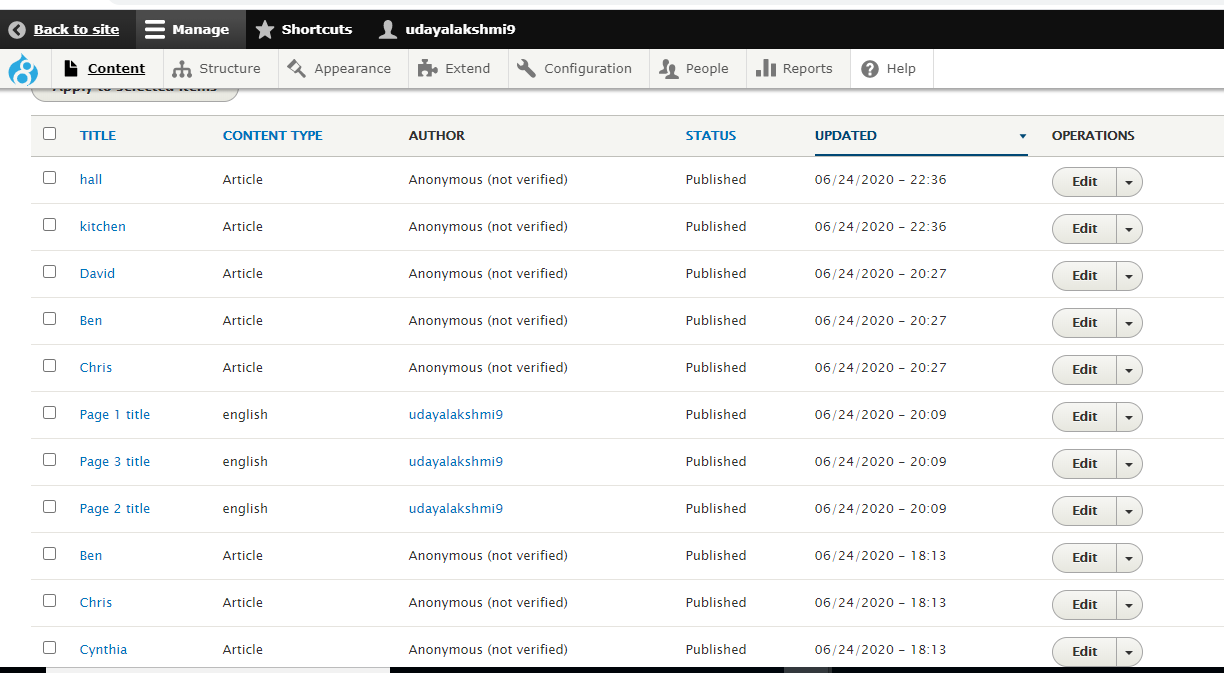 Back to site Manage Shortcuts udayalakshmi9
Content Structure Appearance Extend Configuration People Reports Help
Apply to selected items
TITLE CONTENT TYPE AUTHOR STATUS UPDATED OPERATIONS
hall Article Anonymous (not verified) Published 06/24/2020 - 22:36 Edit
kitchen Article Anonymous (not verified) Published 06/24/2020 - 22:36 Edit
David Article Anonymous (not verified) Published 06/24/2020 - 20:27 Edit
Ben Article Anonymous (not verified) Published 06/24/2020 - 20:27 Edit
Chris Article Anonymous (not verified) Published 06/24/2020 - 20:27 Edit
Page 1 title english udayalakshmi9 Published 06/24/2020 - 20:09 Edit
Page 3 title english udayalakshmi9 Published 06/24/2020 - 20:09 Edit
Page 2 title english udayalakshmi9 Published 06/24/2020 - 20:09 Edit
Ben Article Anonymous (not verified) Published 06/24/2020 - 18:13 Edit
Chris Article Anonymous (not verified) Published 06/24/2020 - 18:13 Edit
Cynthia Article Anonymous (not verified) Published 06/24/2020 - 18:13 Edit